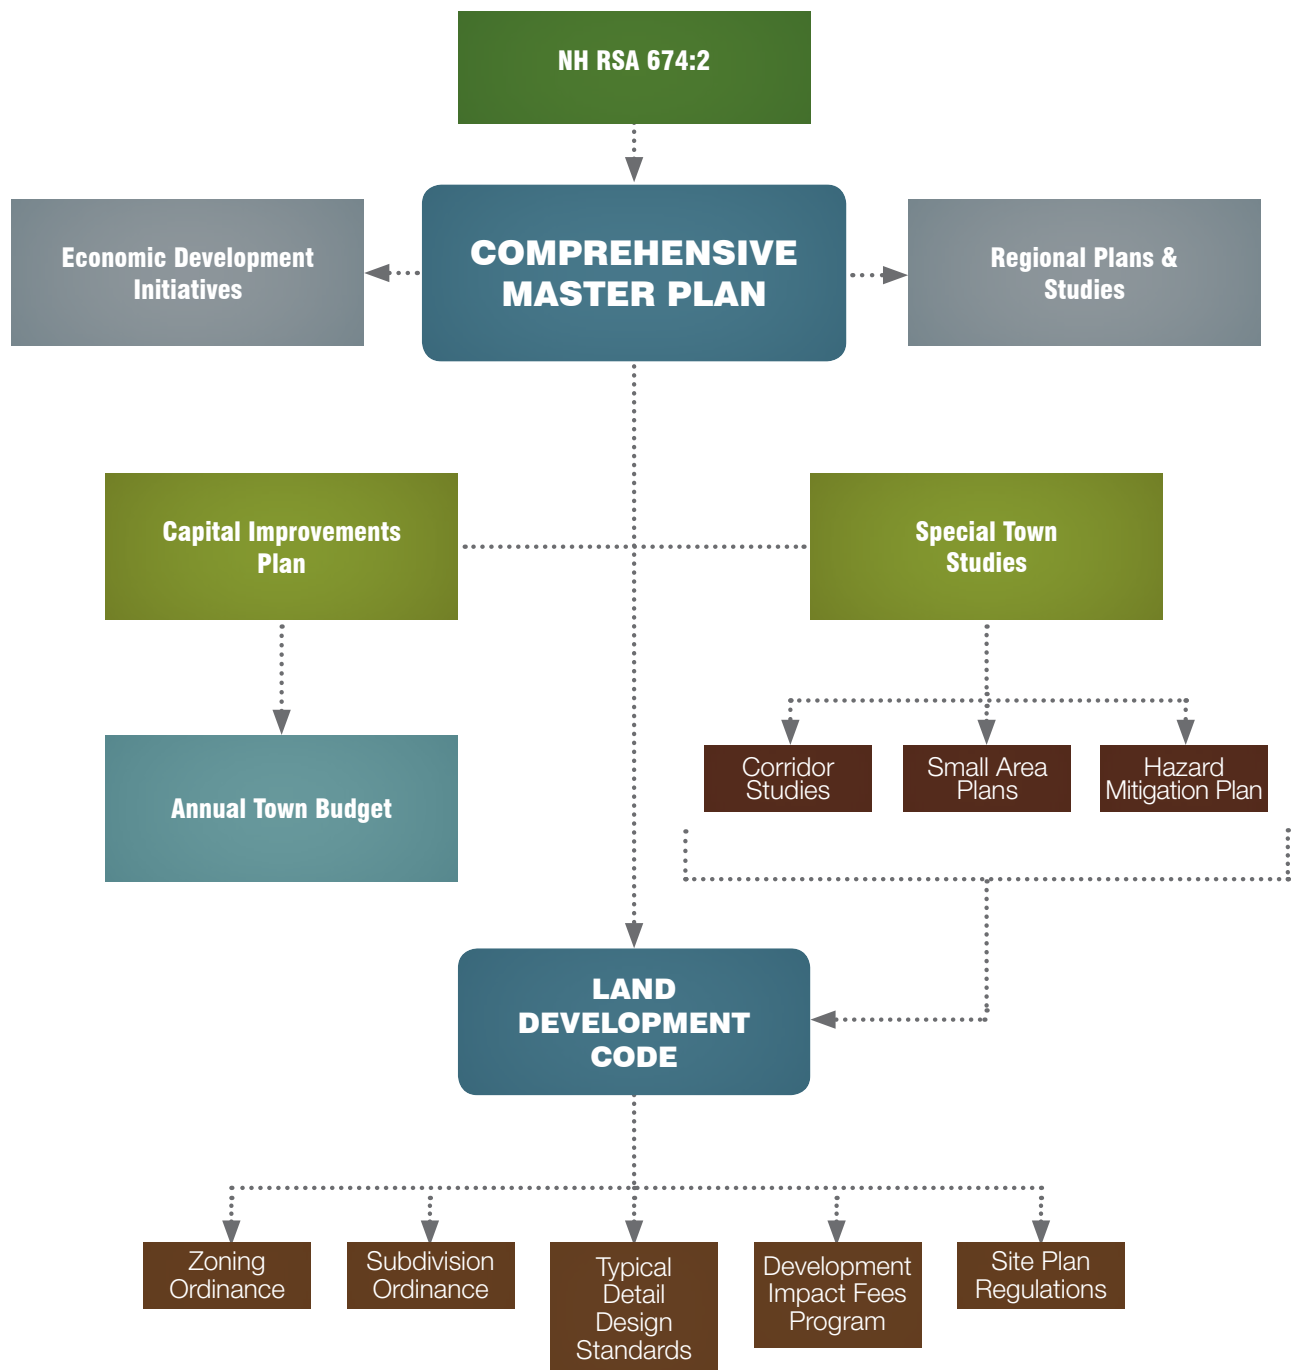 NH RSA 674:2
Economic Development
Initiatives
COMPREHENSIVE
MASTER PLAN
Regional Plans &
Studies
Capital Improvements
Plan
Special Town
Studies
Annual Town Budget
Corridor
Studies
Small Area
Plans
Hazard
Mitigation Plan
LAND
DEVELOPMENT
CODE
Zoning
Ordinance
Subdivision
Ordinance
Typical
Detail
Design
Standards
Development
Impact Fees
Program
Site Plan
Regulations